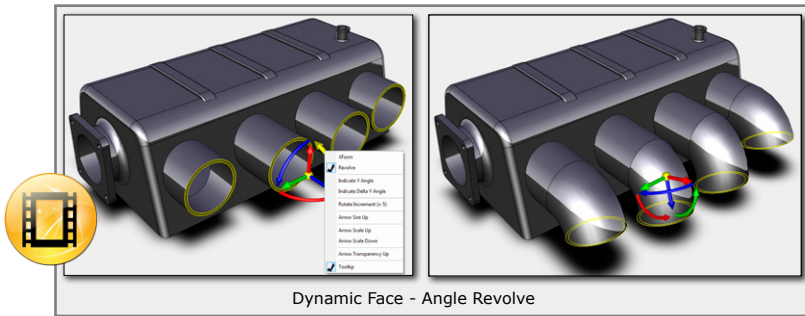 XForm
Revolve
Indicate Y Angle
Indicate Delta Y Angle
Rotate Increment (= 5)
Arrow Size Up
Arrow Scale Up
Arrow Scale Down
Arrow Transparency Up
Tooltip
Dynamic Face - Angle Revolve